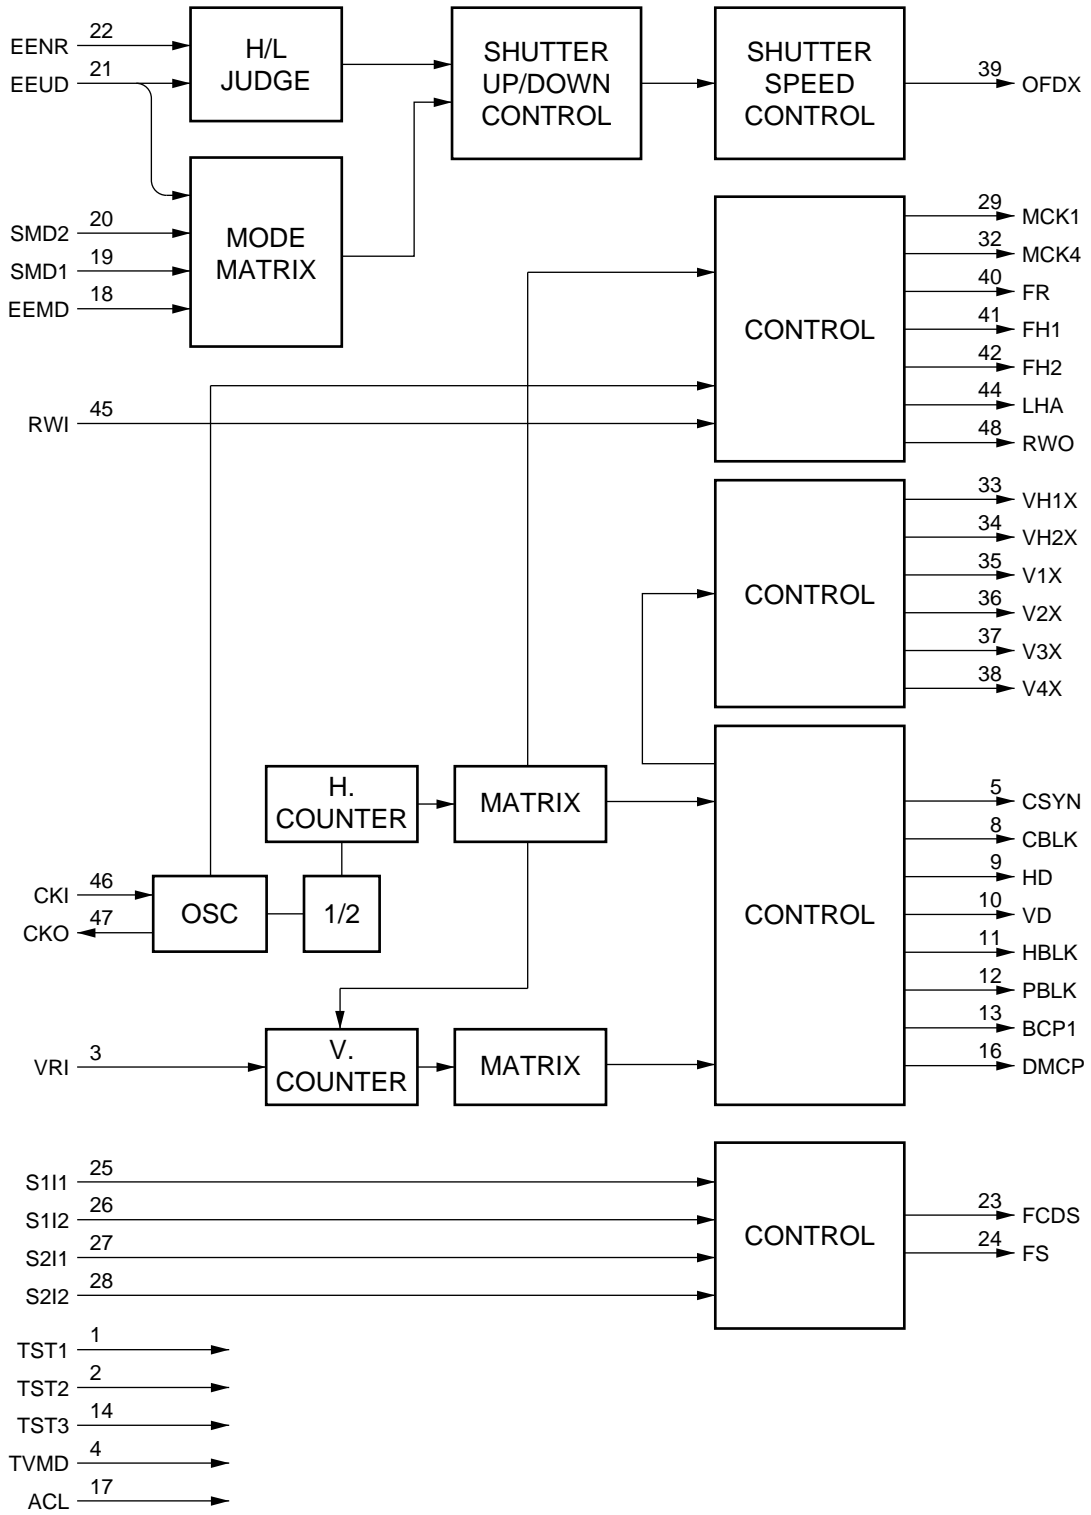 EENR 22
EEUD 21
H/L
JUDGE
SHUTTER
UP/DOWN
CONTROL
SHUTTER
SPEED
CONTROL
39 OFDX
SMD2 20
SMD1 19
EEMD 18
MODE
MATRIX
RWI 45
CONTROL
29 MCK1
32 MCK4
40 FR
41 FH1
42 FH2
44 LHA
48 RWO
CONTROL
33 VH1X
34 VH2X
35 V1X
36 V2X
37 V3X
38 V4X
H.
COUNTER
MATRIX
CKI 46
CKO 47
OSC
1/2
CONTROL
5 CSYN
8 CBLK
9 HD
10 VD
11 HBLK
12 PBLK
13 BCP1
16 DMCP
VRI 3
V.
COUNTER
MATRIX
S1I1 25
S1I2 26
S2I1 27
S2I2 28
CONTROL
23 FCDS
24 FS
TST1 1
TST2 2
TST3 14
TVMD 4
ACL 17